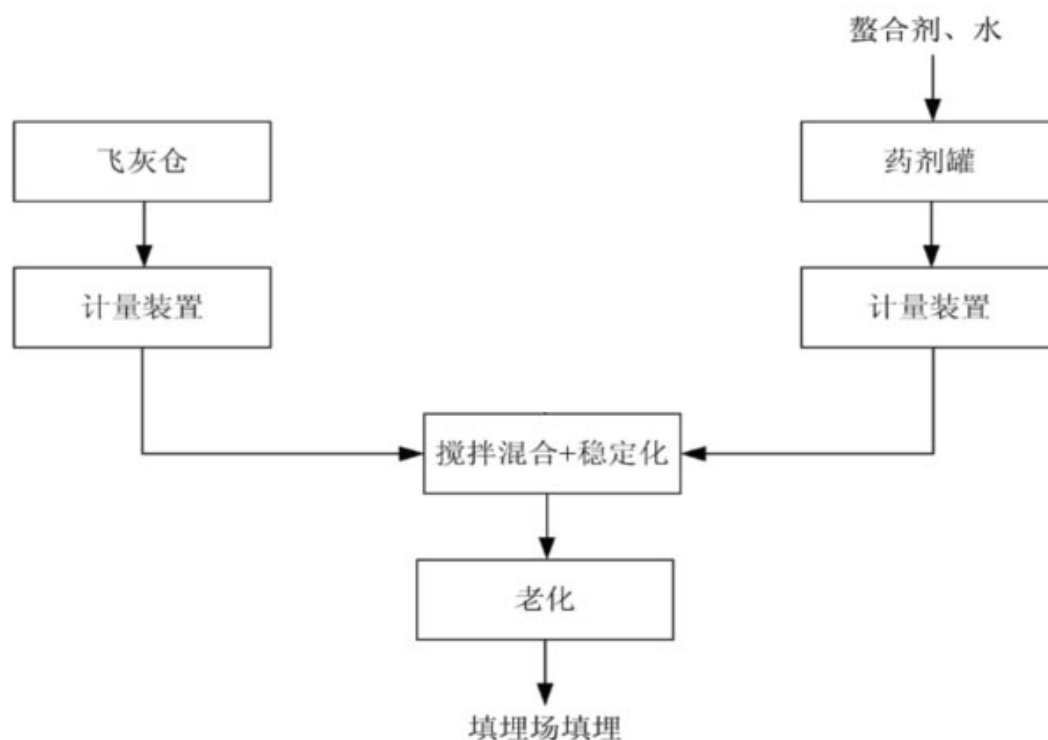 螯合剂、水
飞灰仓
药剂罐
计量装置
计量装置
搅拌混合+稳定化
老化
填埋场填埋